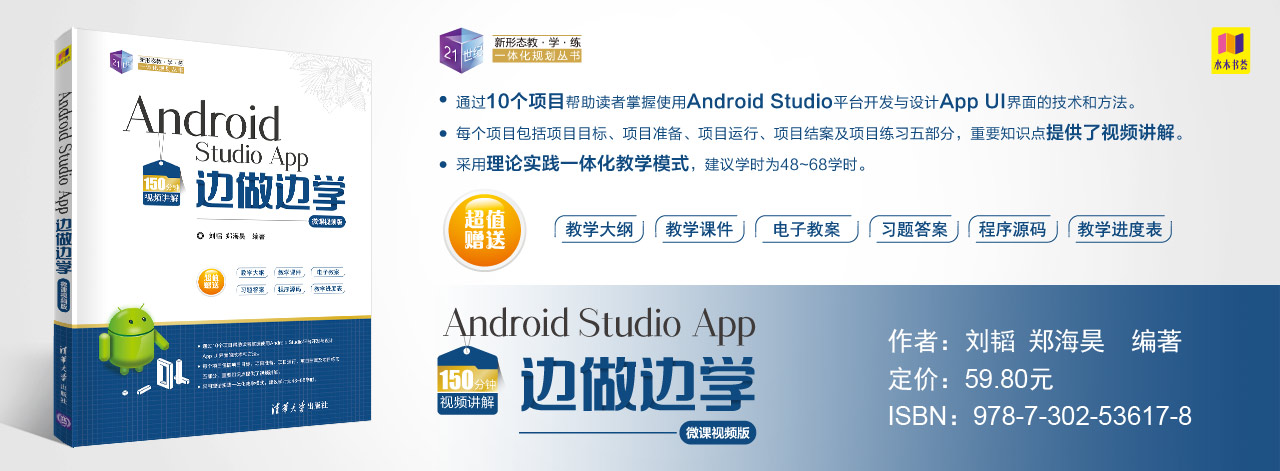 21世纪
新形态教·学·练
一体化规划丛书
Android
Studio App
150分钟
视频讲解
边做边学
微课视频版
刘韬 郑海昊 编著
超值
赠送
教学大纲
教学课件
电子教案
习题答案
程序源码
教学进度表
清华大学出版社
Android Studio App 边做边学 微课视频版
清华大学出版社
21世纪
新形态教·学·练
一体化规划丛书
水木书荟
• 通过10个项目帮助读者掌握使用Android Studio平台开发与设计App UI界面的技术和方法。
• 每个项目包括项目目标、项目准备、项目运行、项目结案及项目练习五部分，重要知识点提供了视频讲解。
• 采用理论实践一体化教学模式，建议学时为48~68学时。
超值
赠送
教学大纲
教学课件
电子教案
习题答案
程序源码
教学进度表
Android Studio App
150分钟
视频讲解
边做边学
微课视频版
作者：刘韬 郑海昊 编著
定价：59.80元
ISBN：978-7-302-53617-8